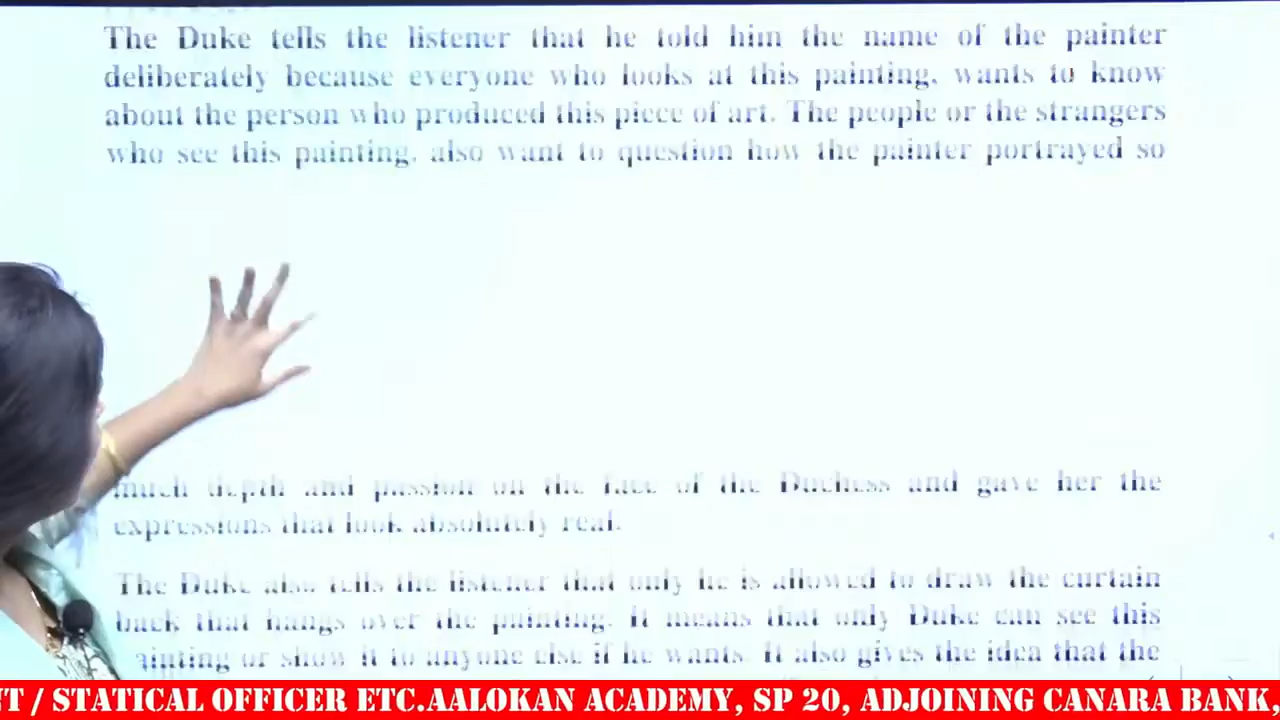 The Duke tells the listener that he told him the name of the painter
deliberately because everyone who looks at this painting, wants to know
about the person who produced this piece of art. The people or the strangers
who see this painting, also want to question how the painter portrayed so
much depth and passion on the face of the Duchess and gave her the
expressions that look absolutely real.
The Duke also tells the listener that only he is allowed to draw the curtain
back that hangs over the painting. It means that only Duke can see this
ainting or show it to anyone else if he wants. It also gives the idea that the
NT / STATICAL OFFICER ETC.AALOKAN ACADEMY, SP 20, ADJOINING CANARA BANK,